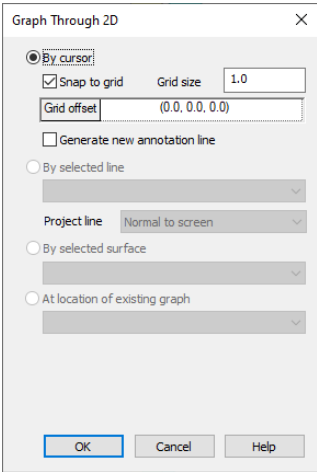 Graph Through 2D
By cursor
Snap to grid Grid size 1.0
Grid offset (0.0, 0.0, 0.0)
Generate new annotation line
By selected line
Project line Normal to screen
By selected surface
At location of existing graph
OK Cancel Help